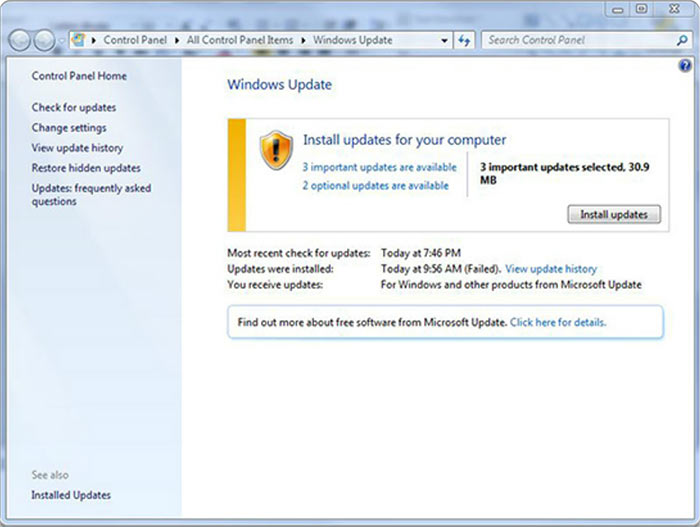 Control Panel ▸ All Control Panel Items ▸ Windows Update
Search Control Panel
Control Panel Home
Check for updates
Change settings
View update history
Restore hidden updates
Updates: frequently asked
questions
Windows Update
Install updates for your computer
3 important updates are available
2 optional updates are available
3 important updates selected, 30.9
MB
Install updates
Most recent check for updates: Today at 7:46 PM
Updates were installed: Today at 9:56 AM (Failed). View update history
You receive updates: For Windows and other products from Microsoft Update
Find out more about free software from Microsoft Update. Click here for details.
See also
Installed Updates